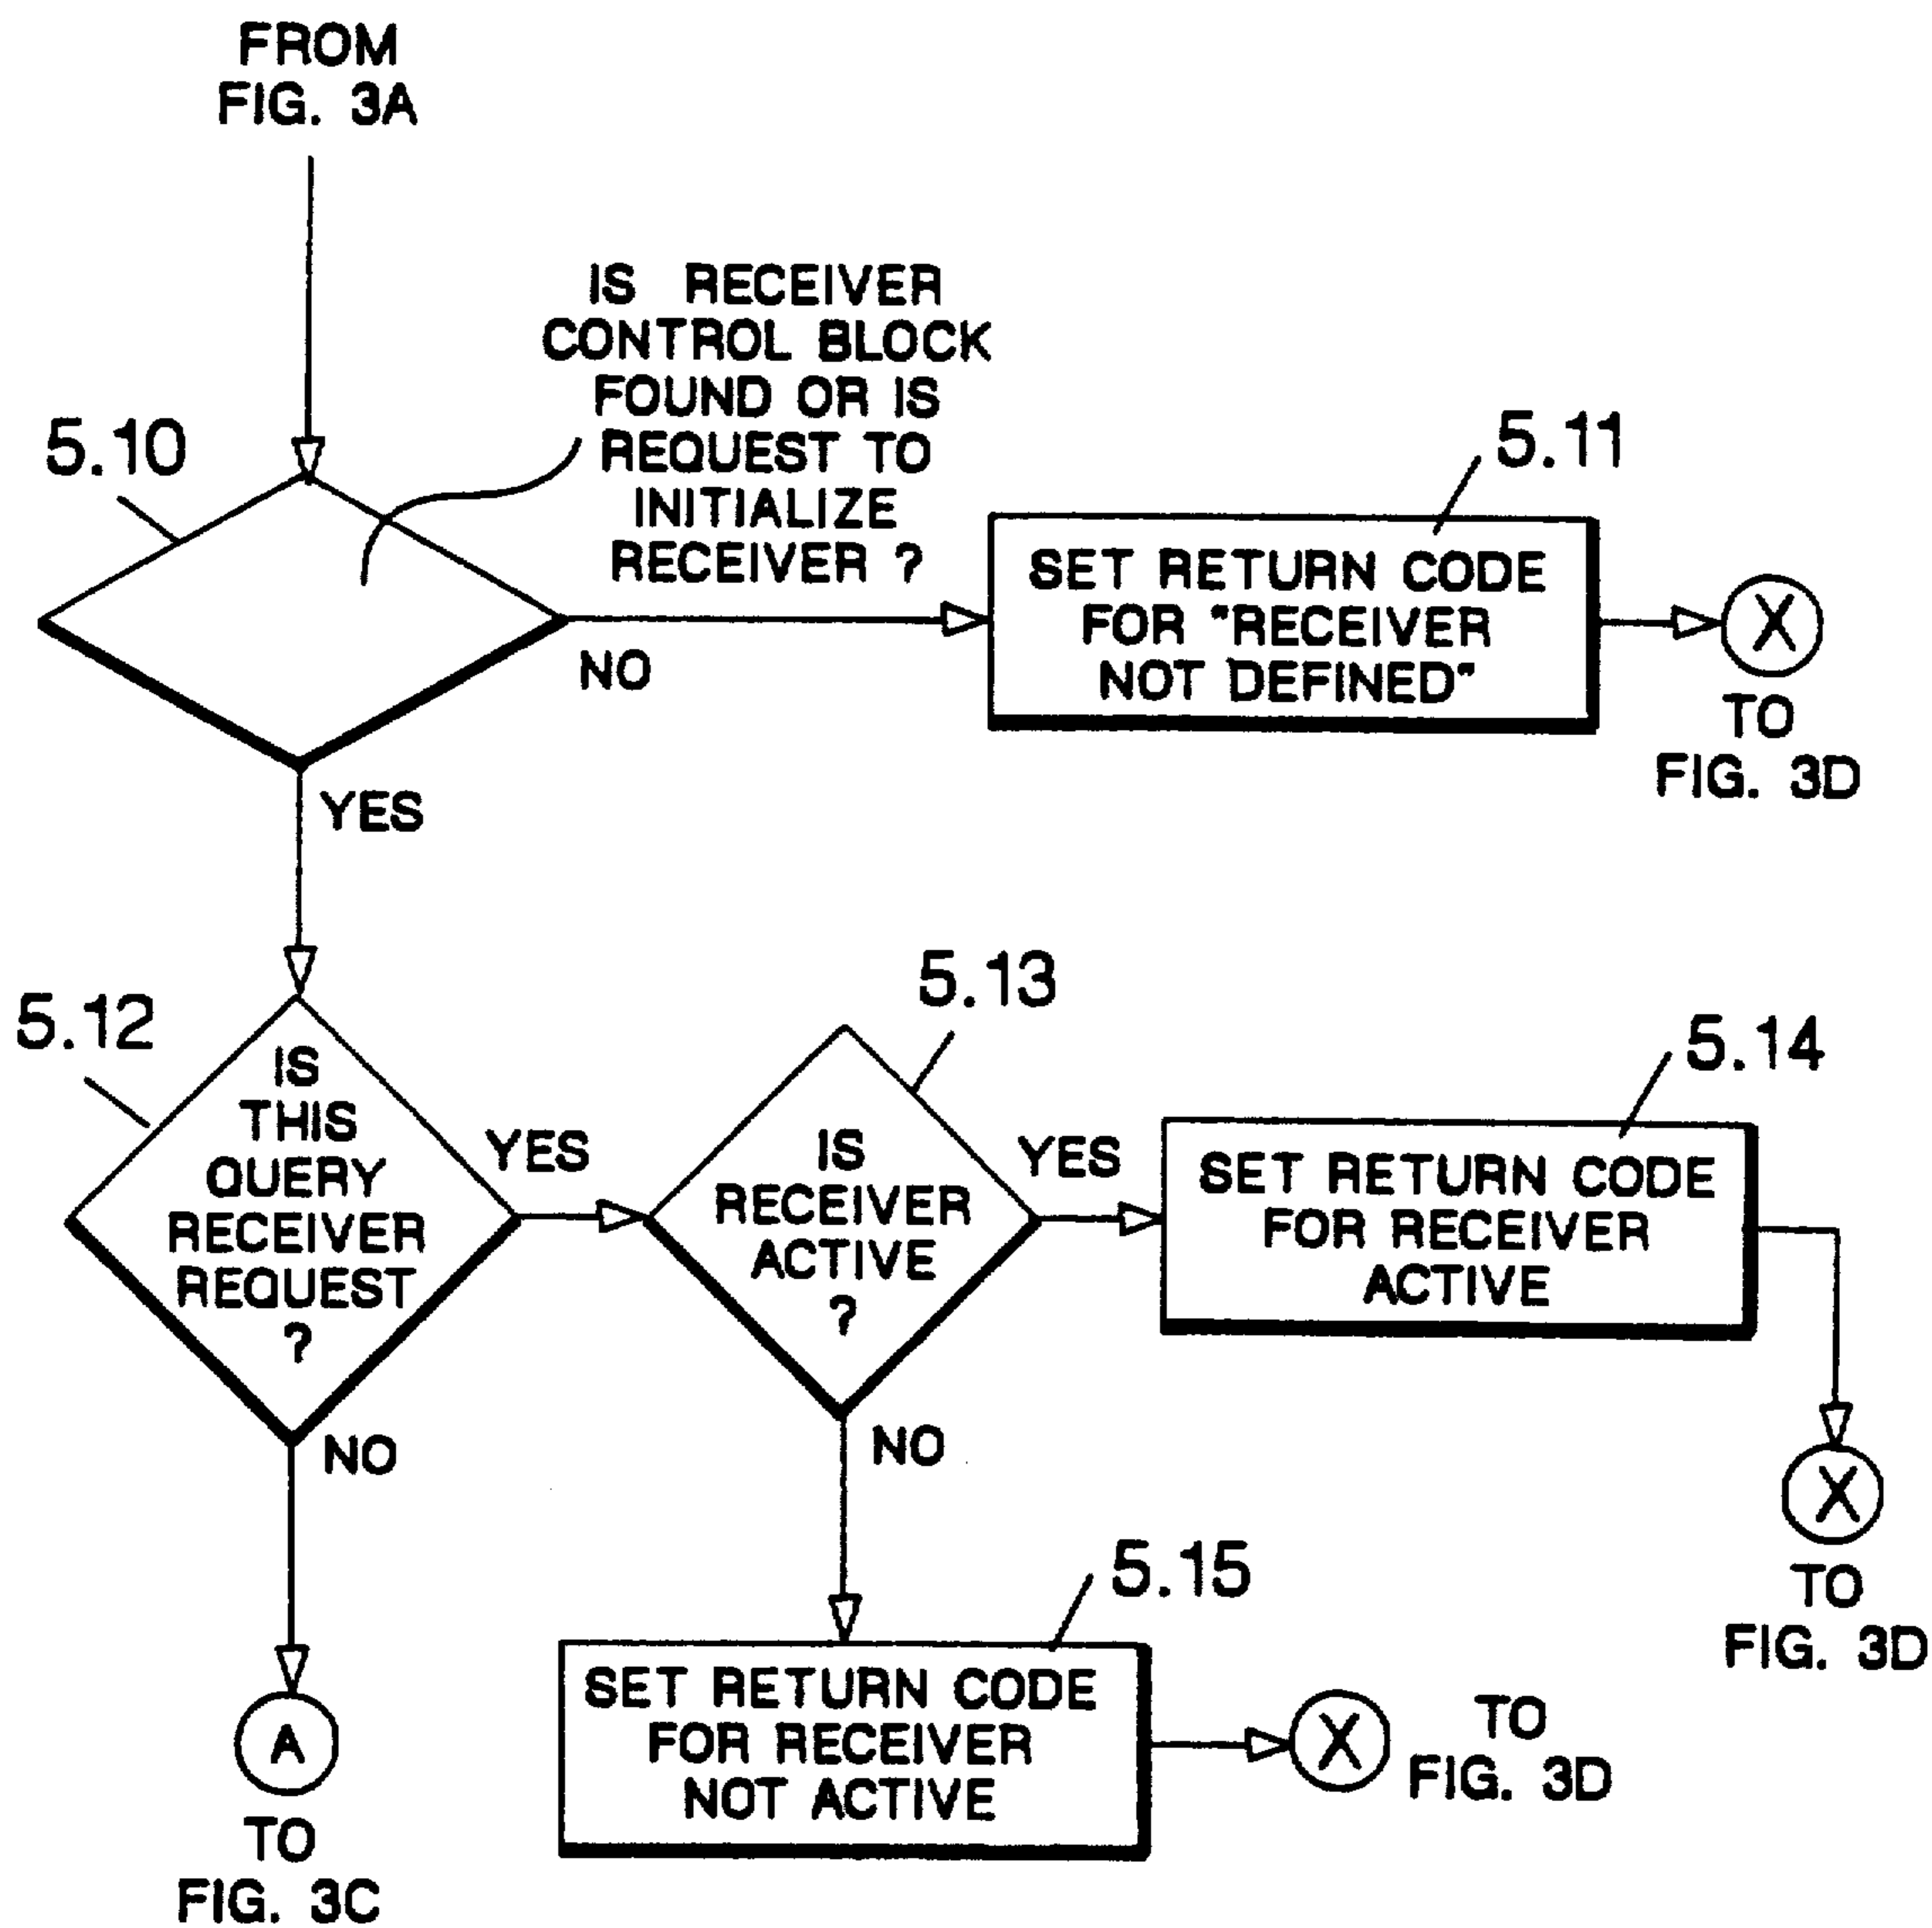 FROM
FIG. 3A
IS RECEIVER
CONTROL BLOCK
FOUND OR IS
REQUEST TO
INITIALIZE
RECEIVER ?
5.10
5.11
SET RETURN CODE
FOR "RECEIVER
NOT DEFINED"
X
TO
FIG. 3D
NO
YES
5.12
IS
THIS
QUERY
RECEIVER
REQUEST
?
YES
5.13
IS
RECEIVER
ACTIVE
?
YES
5.14
SET RETURN CODE
FOR RECEIVER
ACTIVE
X
TO
FIG. 3D
NO
NO
5.15
SET RETURN CODE
FOR RECEIVER
NOT ACTIVE
X
TO
FIG. 3D
A
TO
FIG. 3C